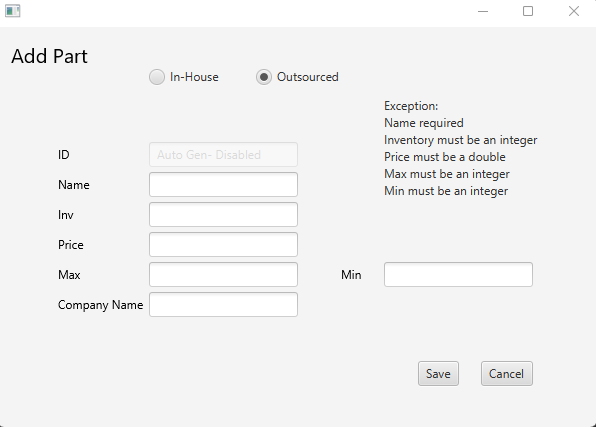 Add Part
In-House
Outsourced
Exception:
Name required
Inventory must be an integer
Price must be a double
Max must be an integer
Min must be an integer
ID
Auto Gen- Disabled
Name
Inv
Price
Max
Min
Company Name
Save
Cancel